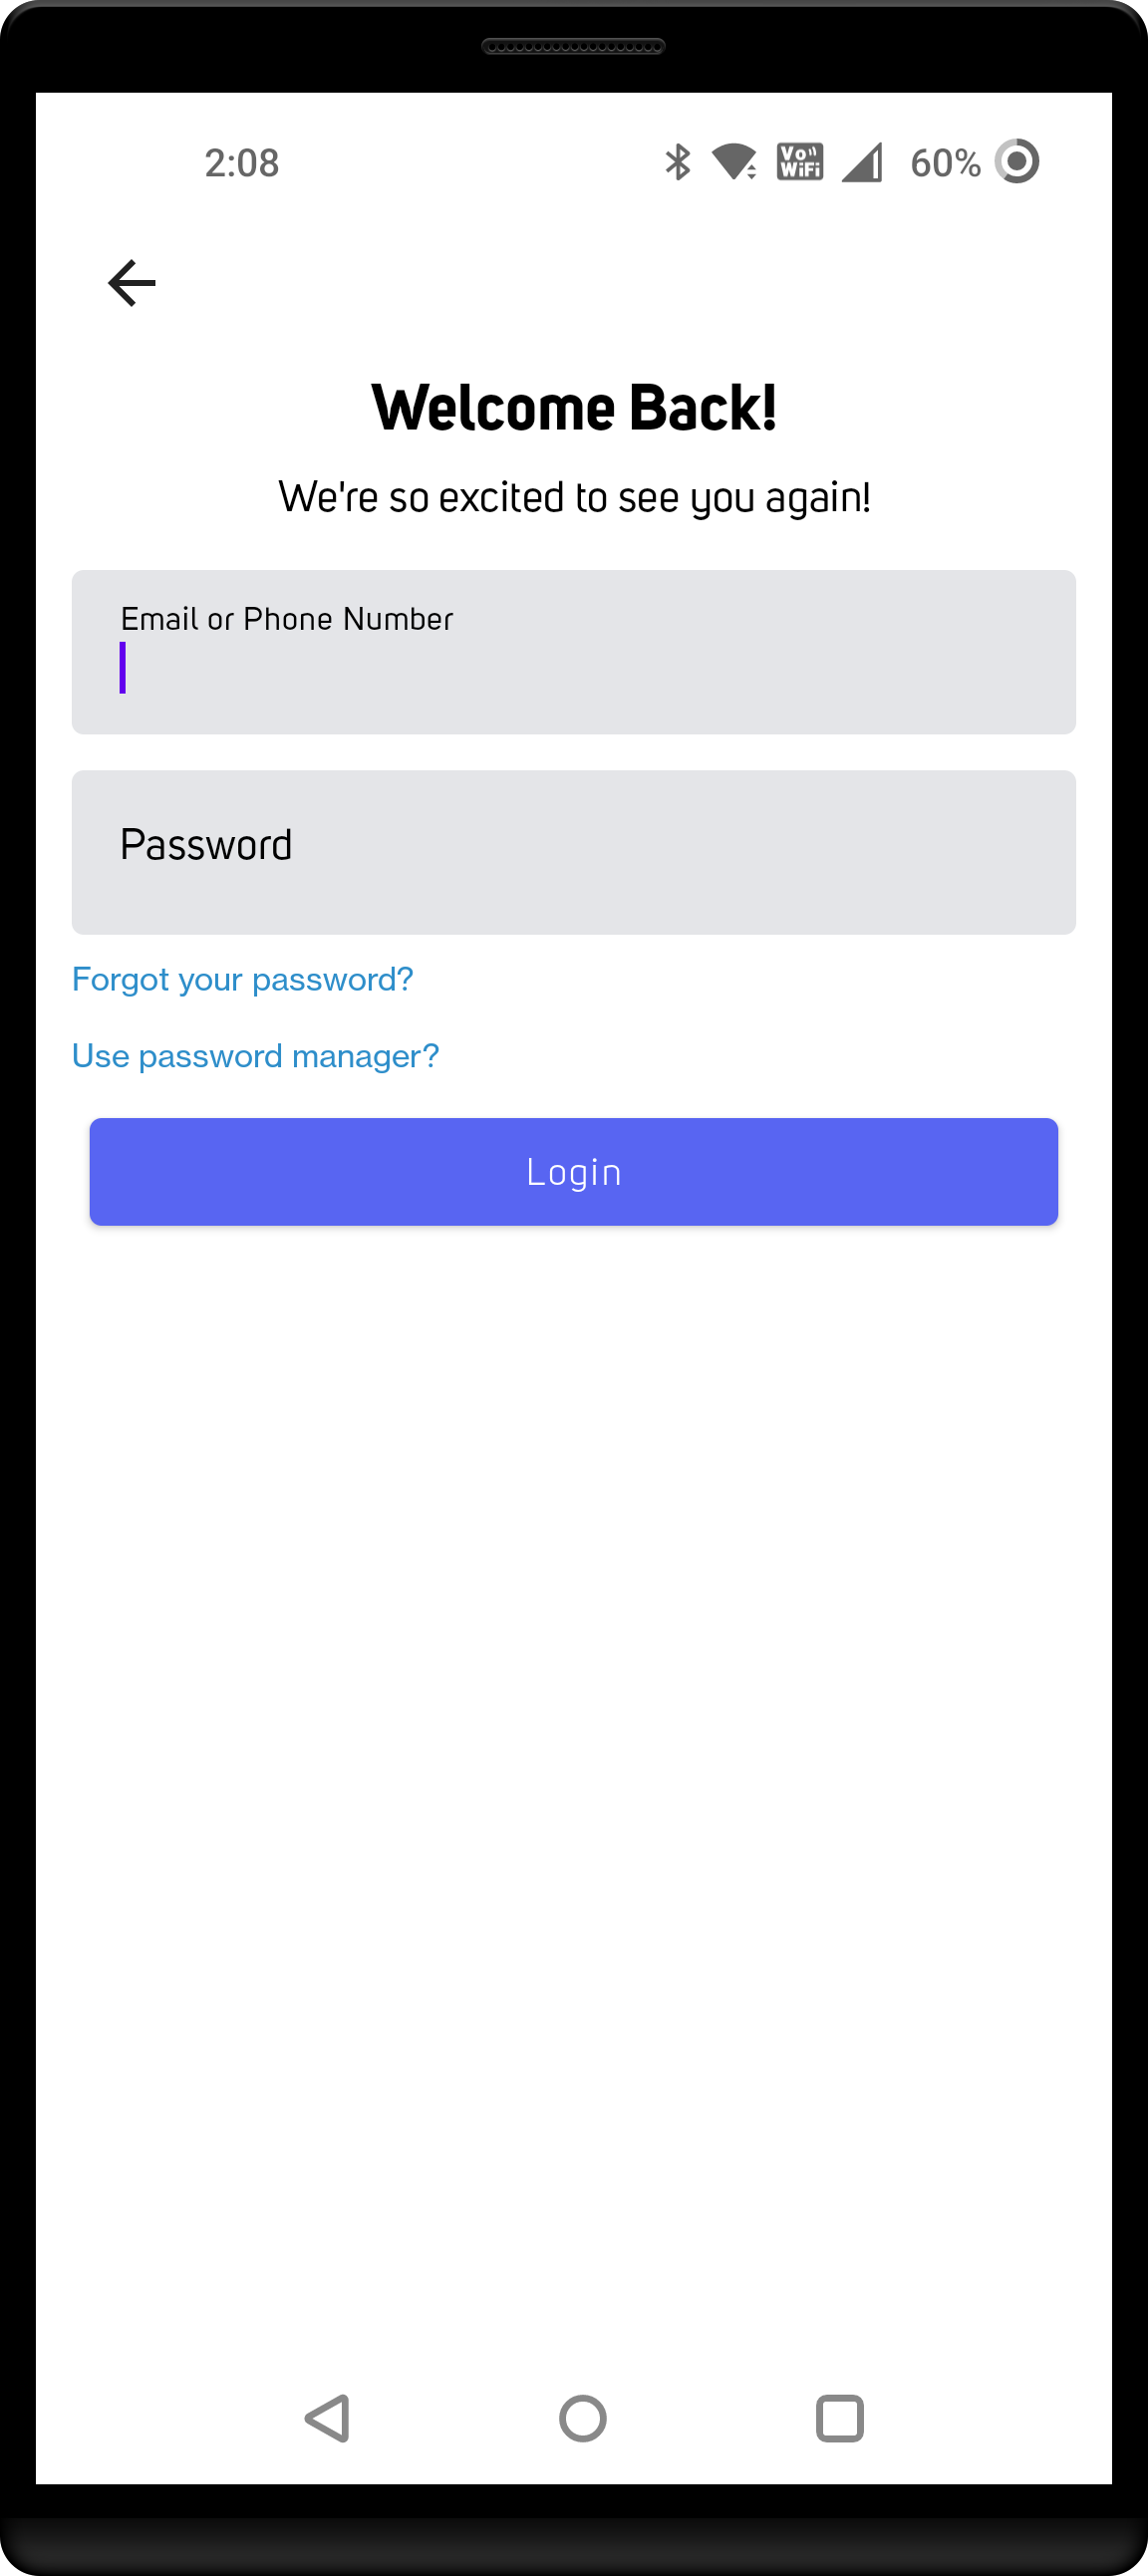 2:08
Vo WiFi 60%
Welcome Back!
We're so excited to see you again!
Email or Phone Number
Password
Forgot your password?
Use password manager?
Login